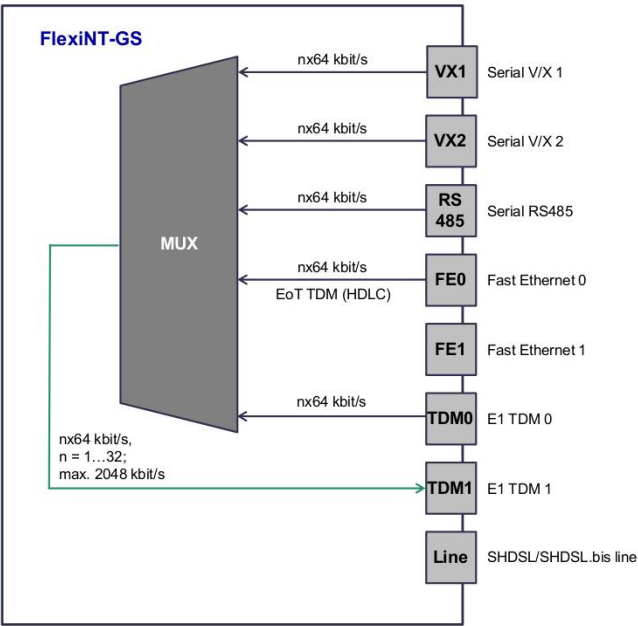 FlexiNT-GS
nx64 kbit/s
VX1
Serial V/X 1
nx64 kbit/s
VX2
Serial V/X 2
nx64 kbit/s
RS
485
Serial RS485
MUX
nx64 kbit/s
EoT TDM (HDLC)
FE0
Fast Ethernet 0
FE1
Fast Ethernet 1
nx64 kbit/s
TDM0
E1 TDM 0
nx64 kbit/s,
n = 1...32;
max. 2048 kbit/s
TDM1
E1 TDM 1
Line
SHDSL/SHDSL.bis line